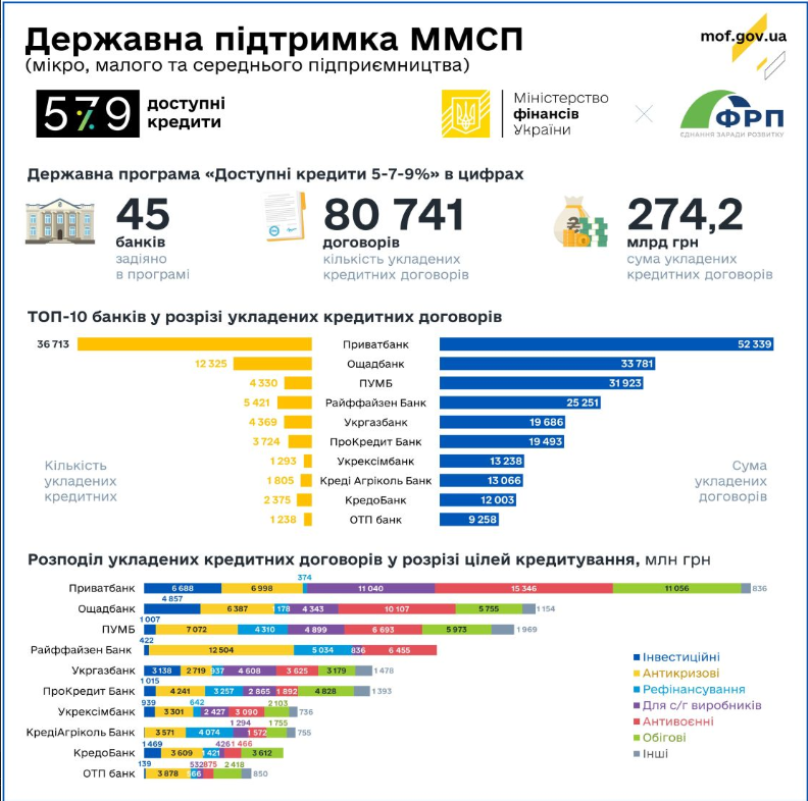 Державна підтримка ММСП
(мікро, малого та середнього підприємництва)
mof.gov.ua
5%9
доступні
кредити
Міністерство
фінансів
України
ФРП
ЄДНАННЯ ЗАРАДИ РОЗВИТКУ
Державна програма «Доступні кредити 5-7-9%» в цифрах
45
банків
задіяно
в програмі
80 741
договорів
кількість укладених
кредитних договорів
274,2
млрд грн
сума укладених
кредитних договорів
ТОП-10 банків у розрізі укладених кредитних договорів
36 713 Приватбанк 52 339
12 325 Ощадбанк 33 781
4 330 ПУМБ 31 923
5 421 Райффайзен Банк 25 251
4 369 Укргазбанк 19 686
3 724 ПроКредит Банк 19 493
1 293 Укрексімбанк 13 238
1 805 Креді Агріколь Банк 13 066
2 375 КредоБанк 12 003
1 238 ОТП банк 9 258
Кількість
укладених
кредитних
Сума
укладених
договорів
Розподіл укладених кредитних договорів у розрізі цілей кредитування, млн грн
Приватбанк 6 688 6 998 374 11 040 15 346 11 056 836
Ощадбанк 4 857 6 387 1 178 4 343 10 107 5 755 1 154
ПУМБ 1 007 7 072 4 310 4 899 6 693 5 973 1 969
Райффайзен Банк 422 12 504 5 034 836 6 455
Укргазбанк 3 138 2 719 937 4 608 3 625 3 179 1 478
ПроКредит Банк 1 015 4 241 3 257 2 865 1 892 4 828 1 393
Укрексімбанк 939 3 301 642 2 427 3 090 2 103 736
КредіАгріколь Банк 3 571 4 074 1 294 1 572 1 755 755
КредоБанк 1 469 3 609 1 421 426 1 466 3 612
ОТП банк 139 3 878 566 532 875 2 418 850
Інвестиційні
Антикризові
Рефінансування
Для с/г виробників
Антивоєнні
Обігові
Інші